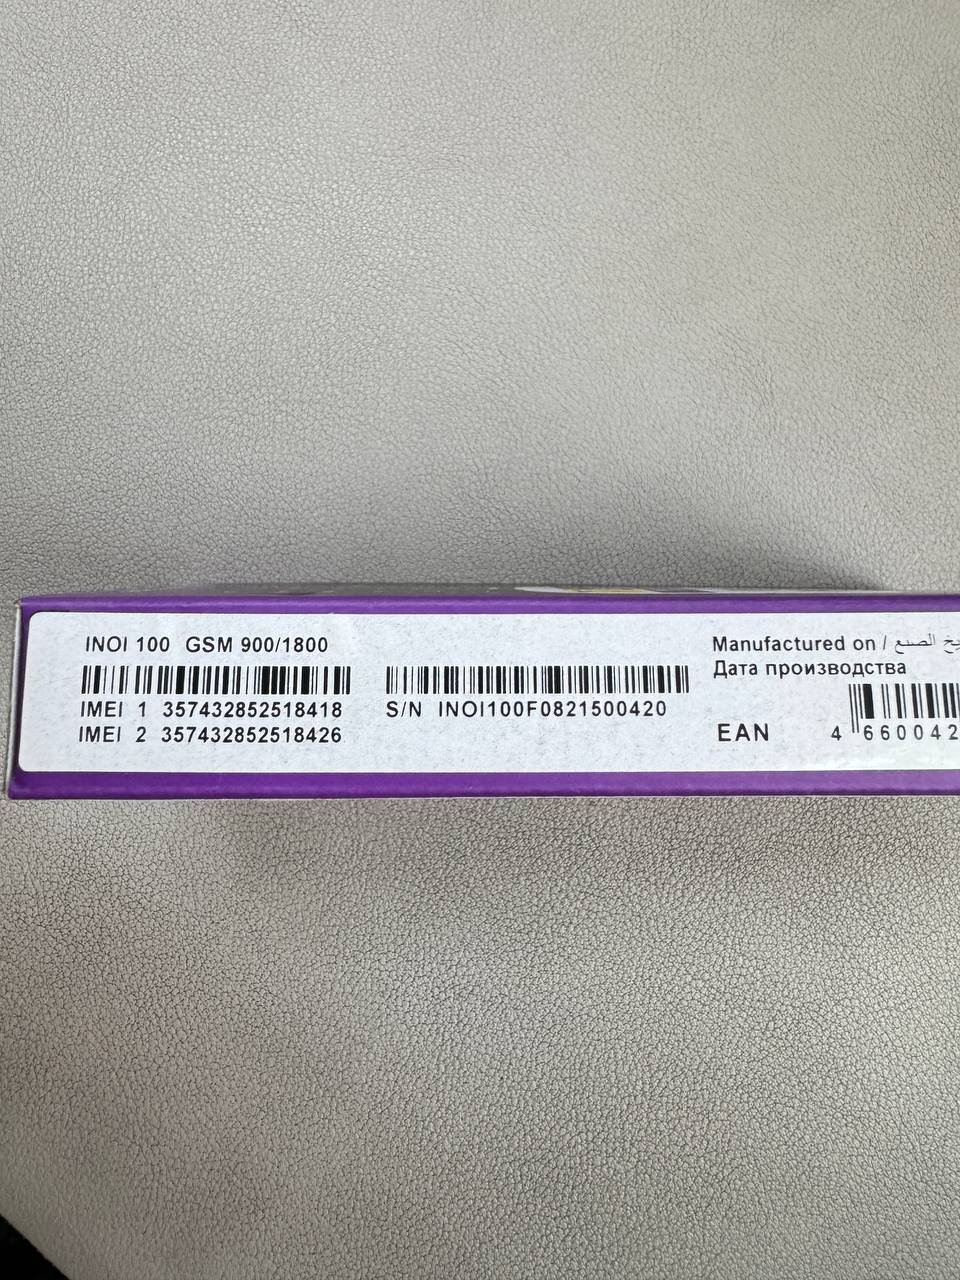 INOI 100 GSM 900/1800
IMEI 1 357432852518418
IMEI 2 357432852518426
S/N INOI100F0821500420
Manufactured on / الصنع
Дата производства
EAN 4 660042